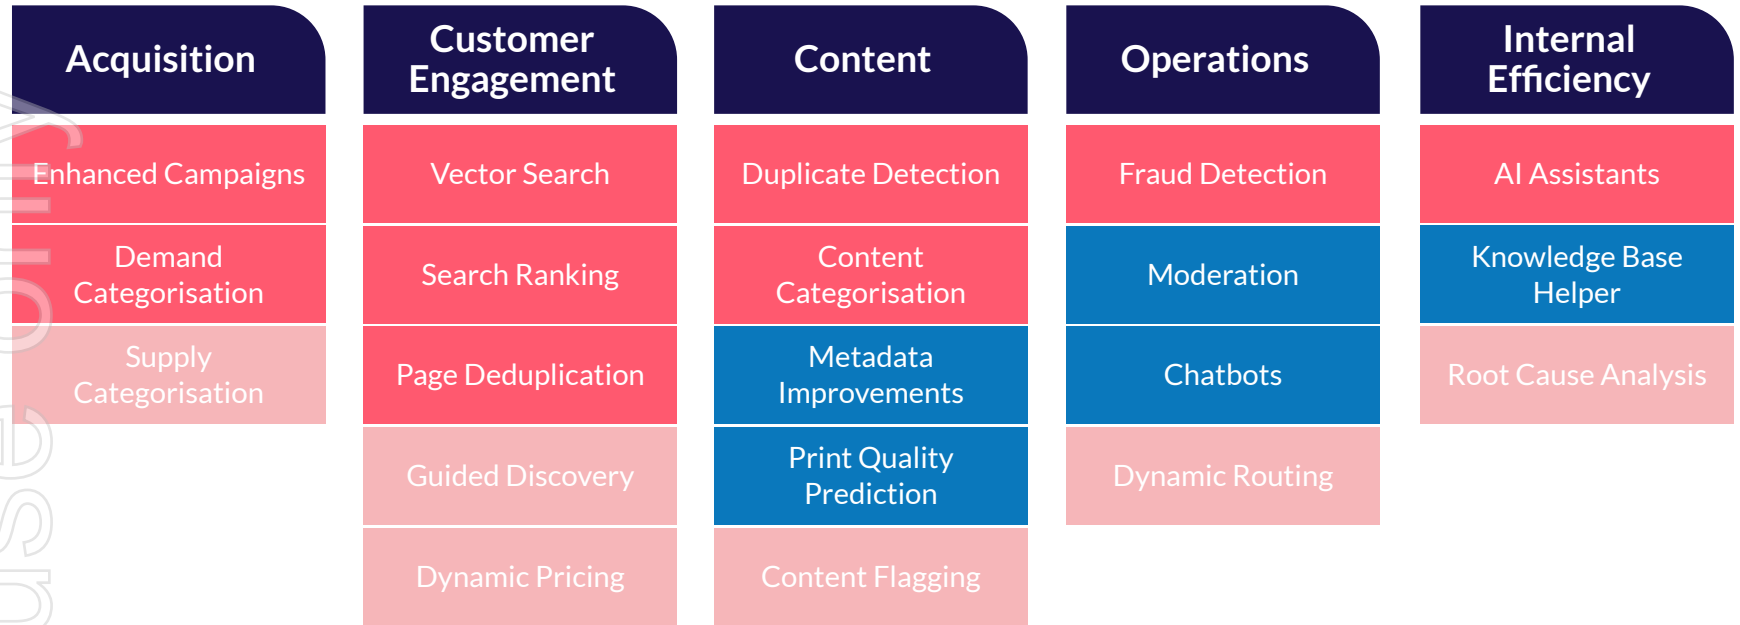 Acquisition
Enhanced Campaigns
Demand
Categorisation
Supply
Categorisation
Customer
Engagement
Vector Search
Search Ranking
Page Deduplication
Guided Discovery
Dynamic Pricing
Content
Duplicate Detection
Content
Categorisation
Metadata
Improvements
Print Quality
Prediction
Content Flagging
Operations
Fraud Detection
Moderation
Chatbots
Dynamic Routing
Internal
Efficiency
AI Assistants
Knowledge Base
Helper
Root Cause Analysis
use only